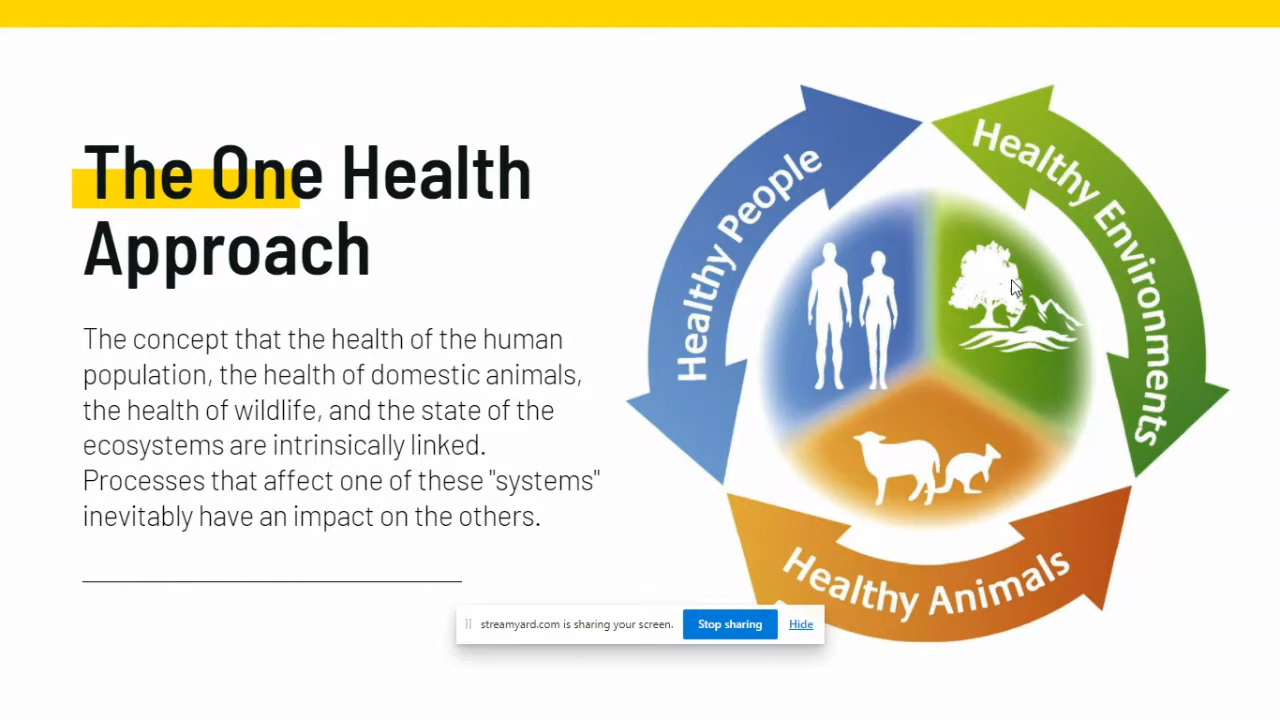 The One Health
Approach
The concept that the health of the human
population, the health of domestic animals,
the health of wildlife, and the state of the
ecosystems are intrinsically linked.
Processes that affect one of these "systems"
inevitably have an impact on the others.
Healthy People
Healthy Environments
Healthy Animals
streamyard.com is sharing your screen.
Stop sharing
Hide